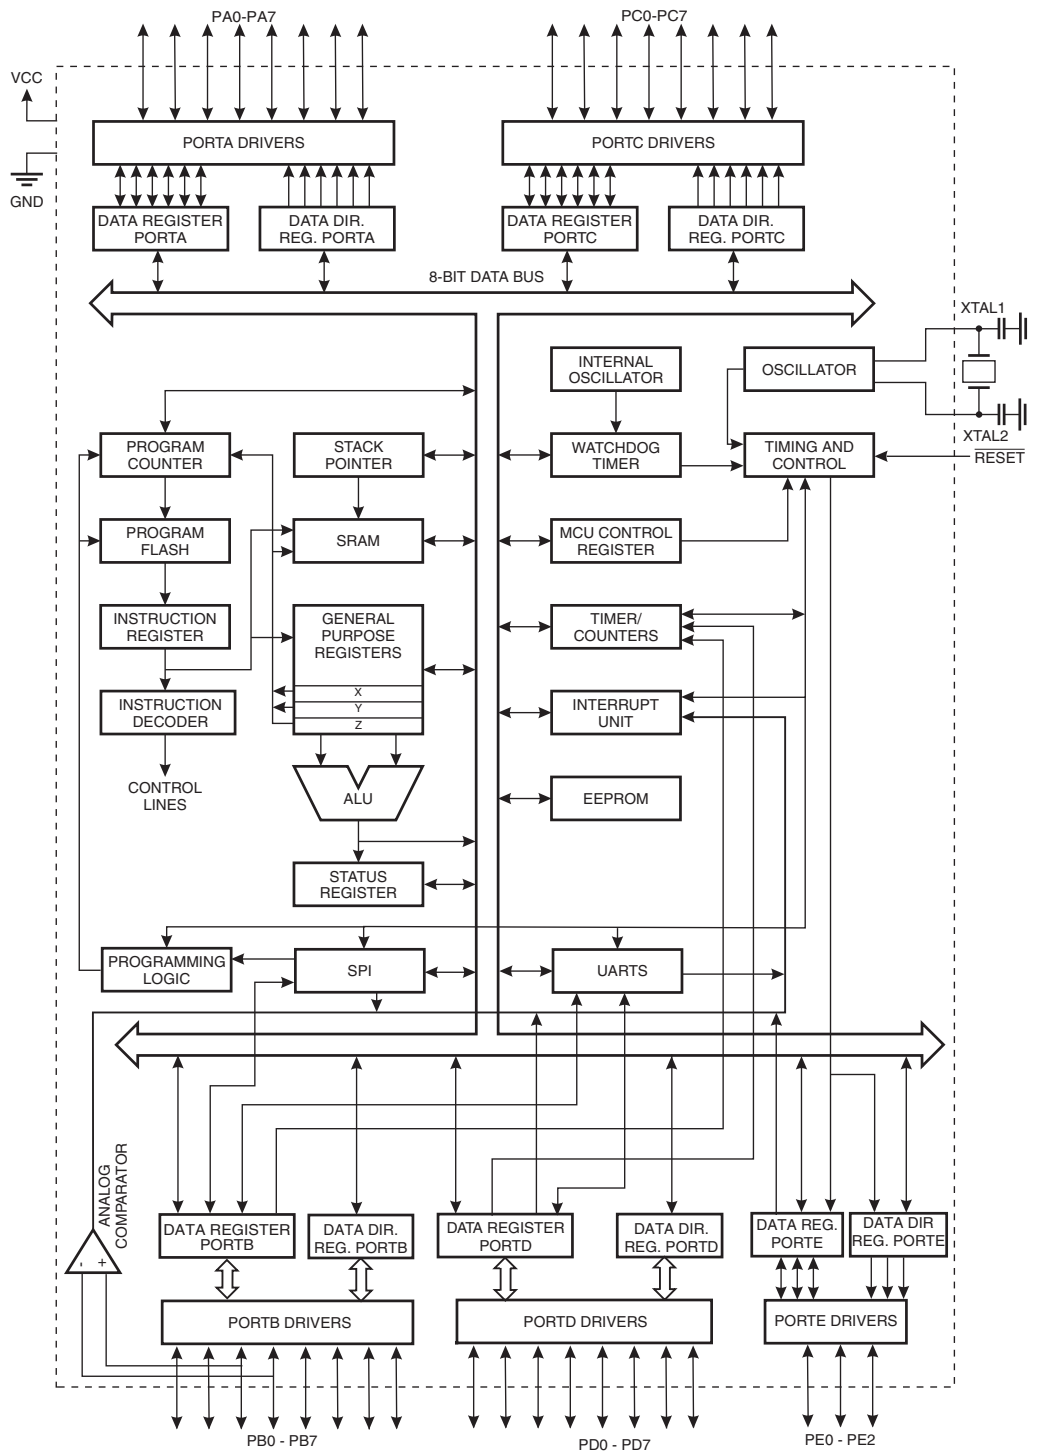 PA0-PA7
PC0-PC7
VCC
PORTA DRIVERS
PORTC DRIVERS
GND
DATA REGISTER
PORTA
DATA DIR.
REG. PORTA
DATA REGISTER
PORTC
DATA DIR.
REG. PORTC
8-BIT DATA BUS
XTAL1
INTERNAL
OSCILLATOR
OSCILLATOR
XTAL2
RESET
PROGRAM
COUNTER
STACK
POINTER
WATCHDOG
TIMER
TIMING AND
CONTROL
PROGRAM
FLASH
SRAM
MCU CONTROL
REGISTER
INSTRUCTION
REGISTER
GENERAL
PURPOSE
REGISTERS
X
Y
Z
TIMER/
COUNTERS
INSTRUCTION
DECODER
INTERRUPT
UNIT
CONTROL
LINES
ALU
EEPROM
STATUS
REGISTER
PROGRAMMING
LOGIC
SPI
UARTS
ANALOG
COMPARATOR
- +
DATA REGISTER
PORTB
DATA DIR.
REG. PORTB
DATA REGISTER
PORTD
DATA DIR.
REG. PORTD
DATA REG.
PORTE
DATA DIR
REG. PORTE
PORTB DRIVERS
PORTD DRIVERS
PORTE DRIVERS
PB0 - PB7
PD0 - PD7
PE0 - PE2